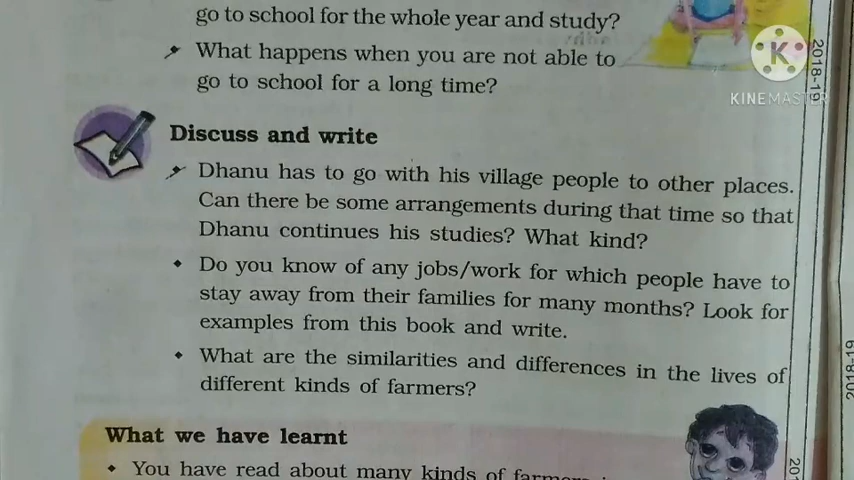 go to school for the whole year and study?
What happens when you are not able to
go to school for a long time?
K
KINEMASTER
2018-19
Discuss and write
Dhanu has to go with his village people to other places.
Can there be some arrangements during that time so that
Dhanu continues his studies? What kind?
Do you know of any jobs/work for which people have to
stay away from their families for many months? Look for
examples from this book and write.
What are the similarities and differences in the lives of
different kinds of farmers?
2018-19
What we have learnt
You have read about many kinds of farmers
201